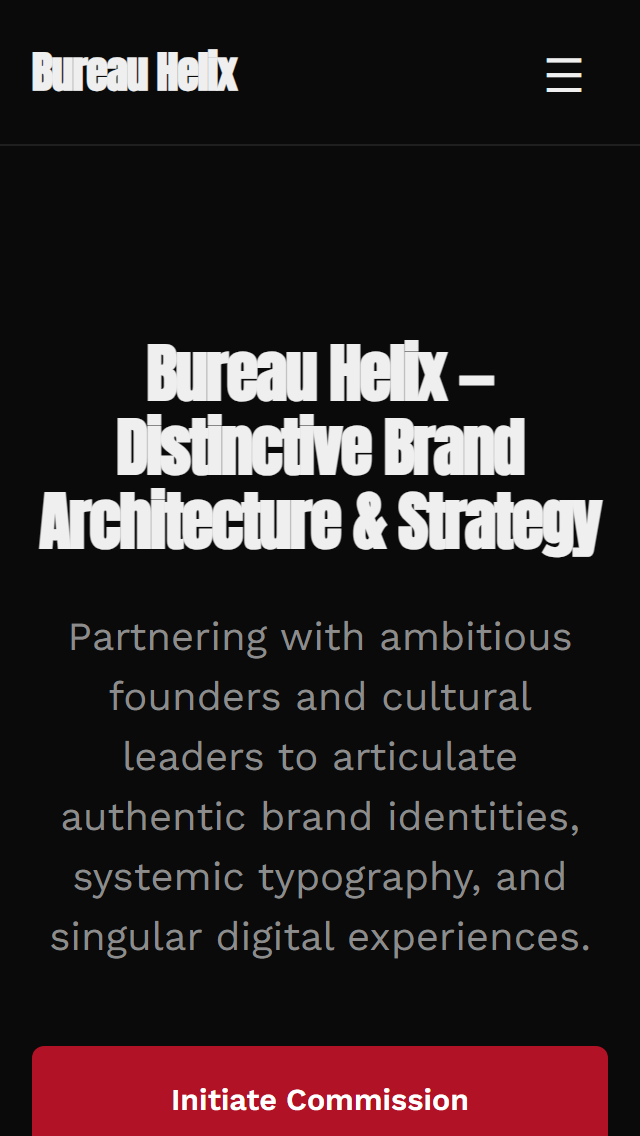 Bureau Helix
Bureau Helix –
Distinctive Brand
Architecture & Strategy
Partnering with ambitious
founders and cultural
leaders to articulate
authentic brand identities,
systemic typography, and
singular digital experiences.
Initiate Commission